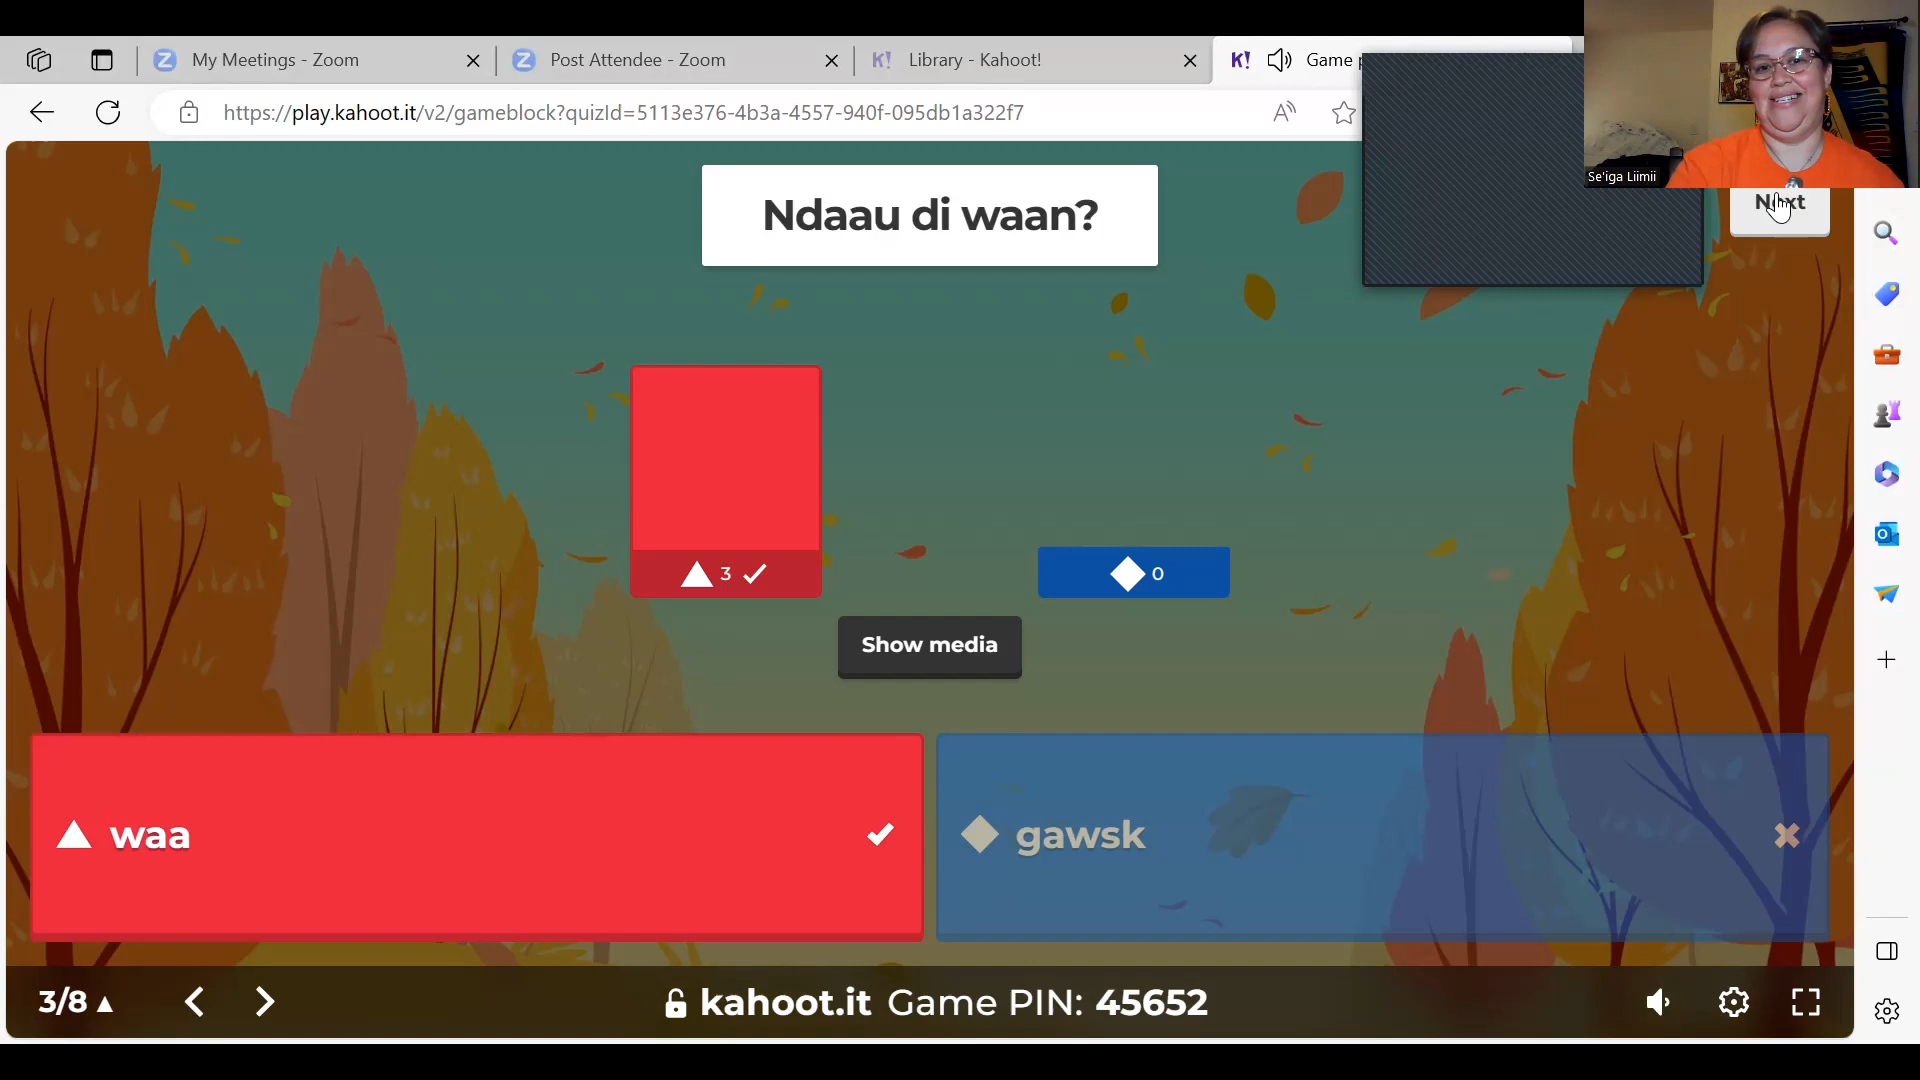 My Meetings - Zoom
Post Attendee - Zoom
Library - Kahoot!
Game
https://play.kahoot.it/v2/gameblock?quizId=5113e376-4b3a-4557-940f-095db1a322f7
Se'iga Liimii
Ndaau di waan?
Next
3
0
Show media
waa
gawsk
3/8
kahoot.it Game PIN: 45652